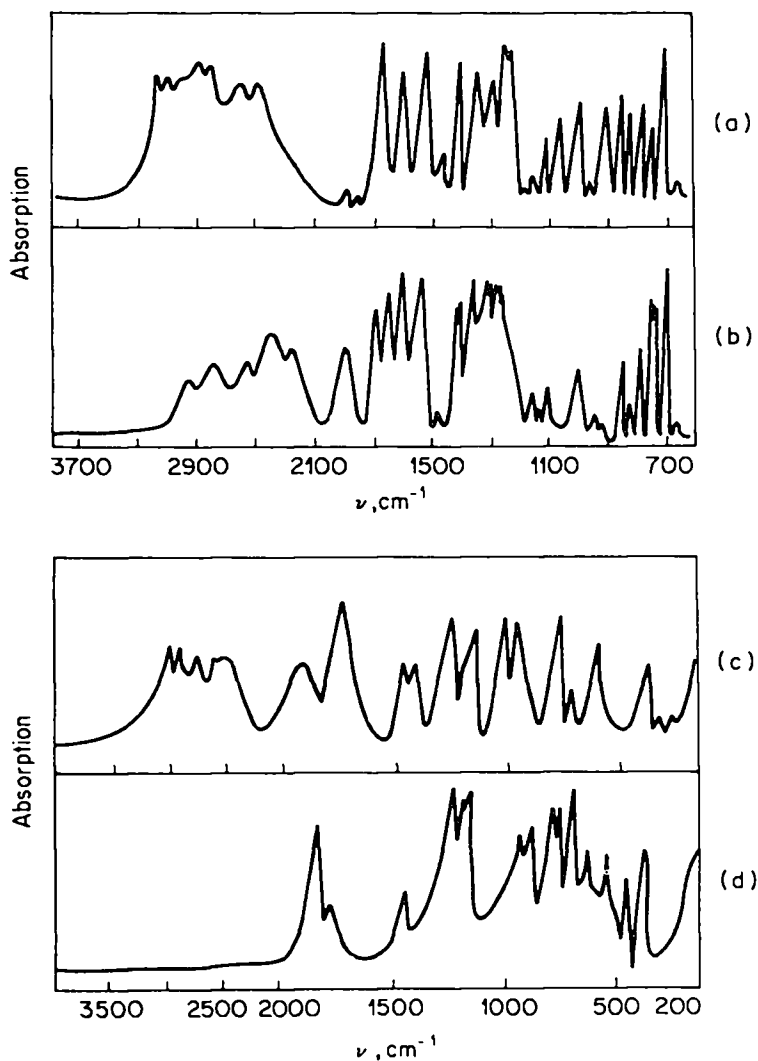 (a)
Absorption
(b)
3700 2900 2100 1500 1100 700
ν, cm⁻¹
(c)
Absorption
(d)
3500 2500 2000 1500 1000 500 200
ν, cm⁻¹